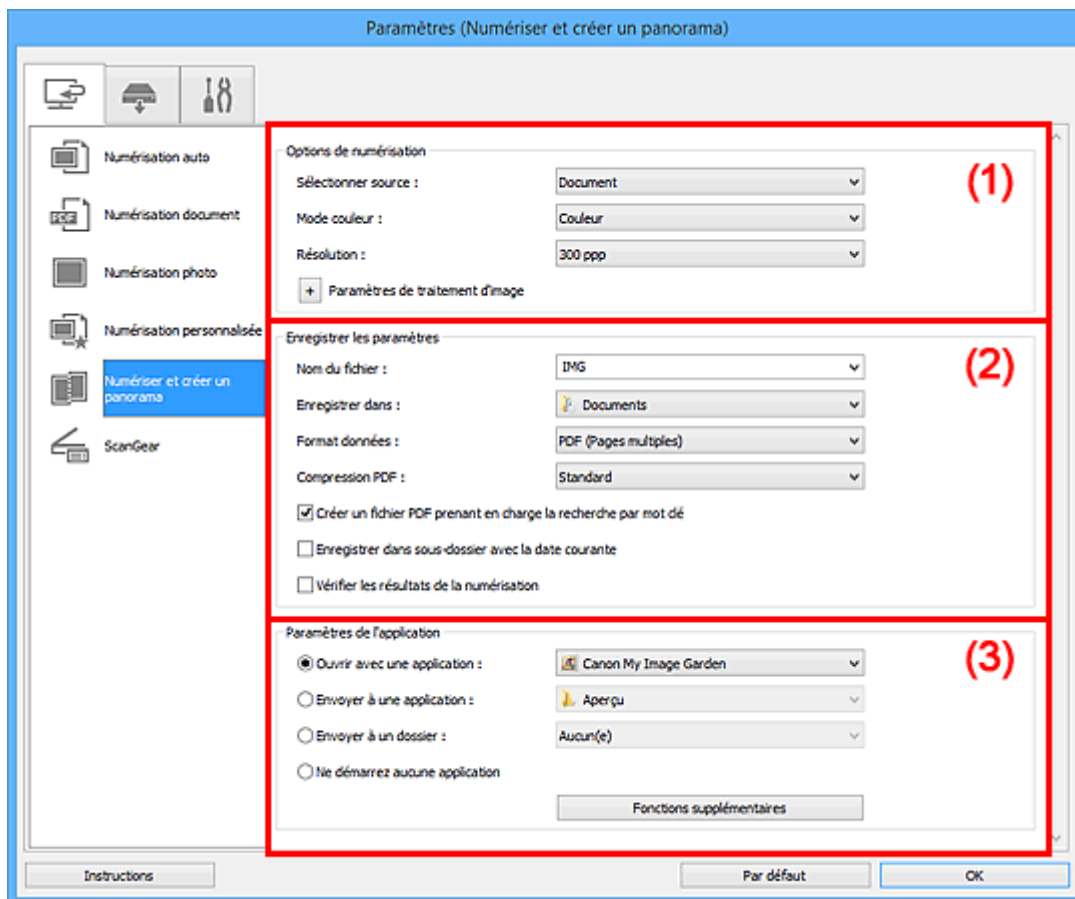 Paramètres (Numériser et créer un panorama)
Numérisation auto
Numérisation document
Numérisation photo
Numérisation personnalisée
Numériser et créer un
panorama
ScanGear
Options de numérisation
(1)
Sélectionner source : Document
Mode couleur : Couleur
Résolution : 300 ppp
+ Paramètres de traitement d'image
Enregistrer les paramètres
(2)
Nom du fichier : IMG
Enregistrer dans : Documents
Format données : PDF (Pages multiples)
Compression PDF : Standard
Créer un fichier PDF prenant en charge la recherche par mot clé
Enregistrer dans sous-dossier avec la date courante
Vérifier les résultats de la numérisation
Paramètres de l'application
(3)
Ouvrir avec une application : Canon My Image Garden
Envoyer à une application : Aperçu
Envoyer à un dossier : Aucun(e)
Ne démarrez aucune application
Fonctions supplémentaires
Instructions
Par défaut
OK
PDF